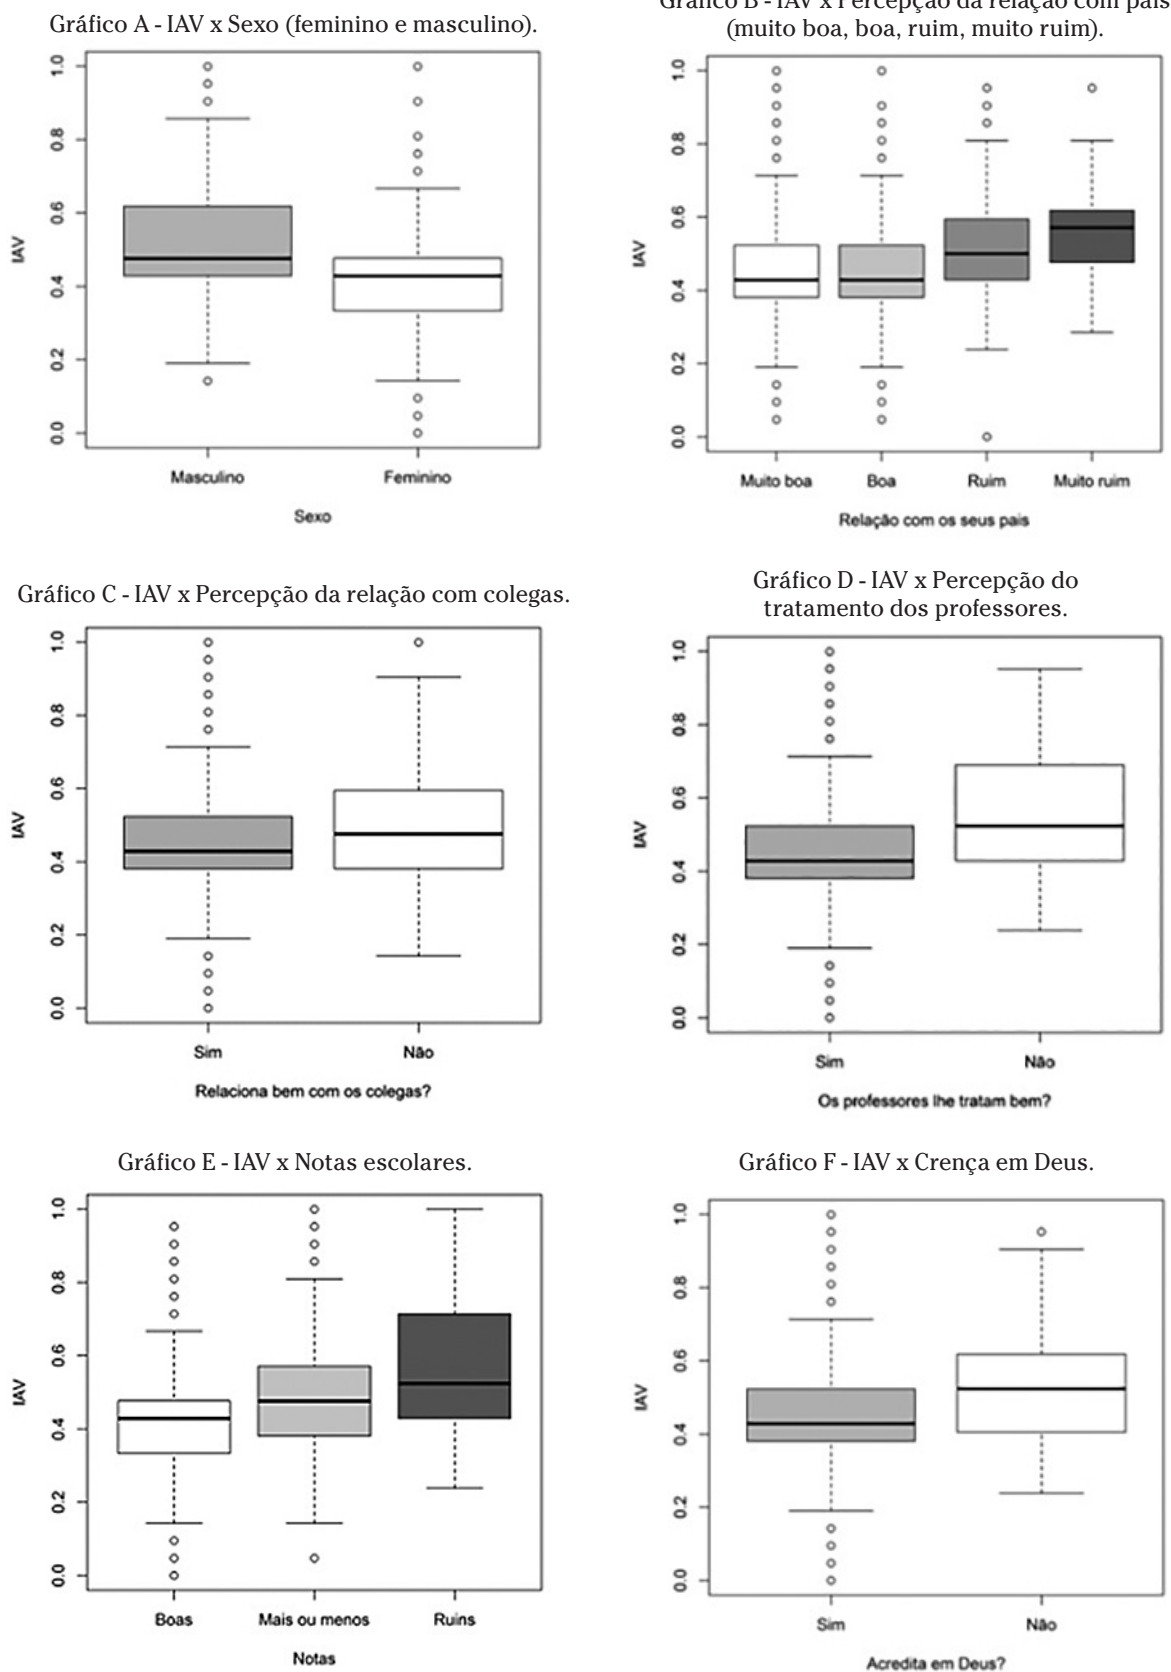 Gráfico A - IAV x Sexo (feminino e masculino).
1.0
0.8
0.6
0.4
0.2
0.0
IAV
Masculino Feminino
Sexo
Gráfico B - IAV x Percepção da relação com pais
(muito boa, boa, ruim, muito ruim).
1.0
0.8
0.6
0.4
0.2
0.0
IAV
Muito boa Boa Ruim Muito ruim
Relação com os seus pais
Gráfico C - IAV x Percepção da relação com colegas.
1.0
0.8
0.6
0.4
0.2
0.0
IAV
Sim Não
Relaciona bem com os colegas?
Gráfico D - IAV x Percepção do
tratamento dos professores.
1.0
0.8
0.6
0.4
0.2
0.0
IAV
Sim Não
Os professores lhe tratam bem?
Gráfico E - IAV x Notas escolares.
1.0
0.8
0.6
0.4
0.2
0.0
IAV
Boas Mais ou menos Ruins
Notas
Gráfico F - IAV x Crença em Deus.
1.0
0.8
0.6
0.4
0.2
0.0
IAV
Sim Não
Acredita em Deus?